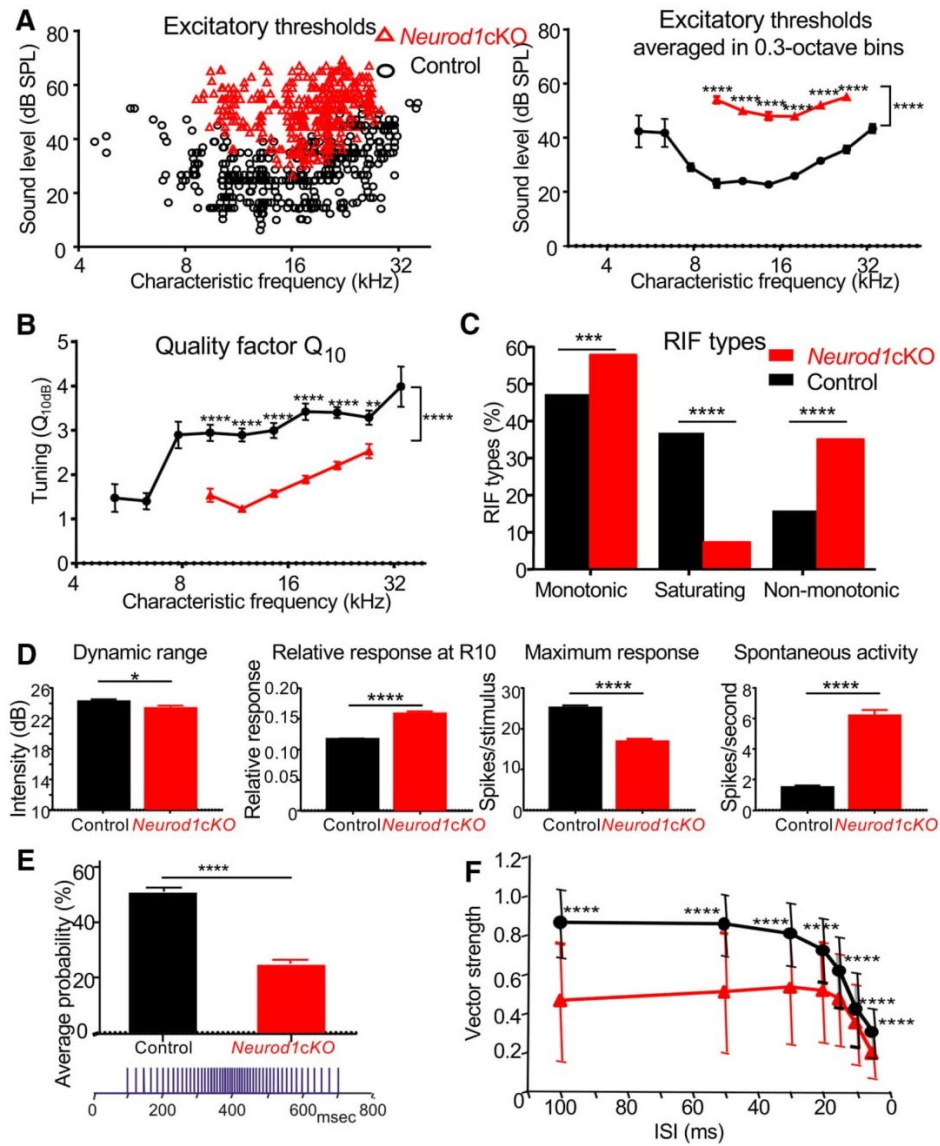 A
Excitatory thresholds
Neurod1cKO
Control
Sound level (dB SPL)
80
60
40
20
0
4
8
16
32
Characteristic frequency (kHz)
Excitatory thresholds
averaged in 0.3-octave bins
Sound level (dB SPL)
80
60
40
20
0
****
****
****
****
****
****
****
4
8
16
32
Characteristic frequency (kHz)
B
Quality factor Q10
Tuning (Q10dB)
5
4
3
2
1
0
****
****
****
****
****
**
****
4
8
16
32
Characteristic frequency (kHz)
C
RIF types
Neurod1cKO
Control
RIF types (%)
60
50
40
30
20
10
0
***
****
****
Monotonic
Saturating
Non-monotonic
D
Dynamic range
Intensity (dB)
26
22
18
14
10
*
Control
Neurod1cKO
Relative response at R10
Relative response
0.20
0.15
0.10
0.05
0
****
Control
Neurod1cKO
Maximum response
Spikes/stimulus
30
20
10
0
****
Control
Neurod1cKO
Spontaneous activity
Spikes/second
8
6
4
2
0
****
Control
Neurod1cKO
E
Average probability (%)
60
40
20
0
****
Control
Neurod1cKO
0
200
400
600
msec
800
F
Vector strength
1.2
1.0
0.8
0.6
0.4
0.2
0
****
****
****
****
****
****
****
100
80
60
40
20
0
ISI (ms)